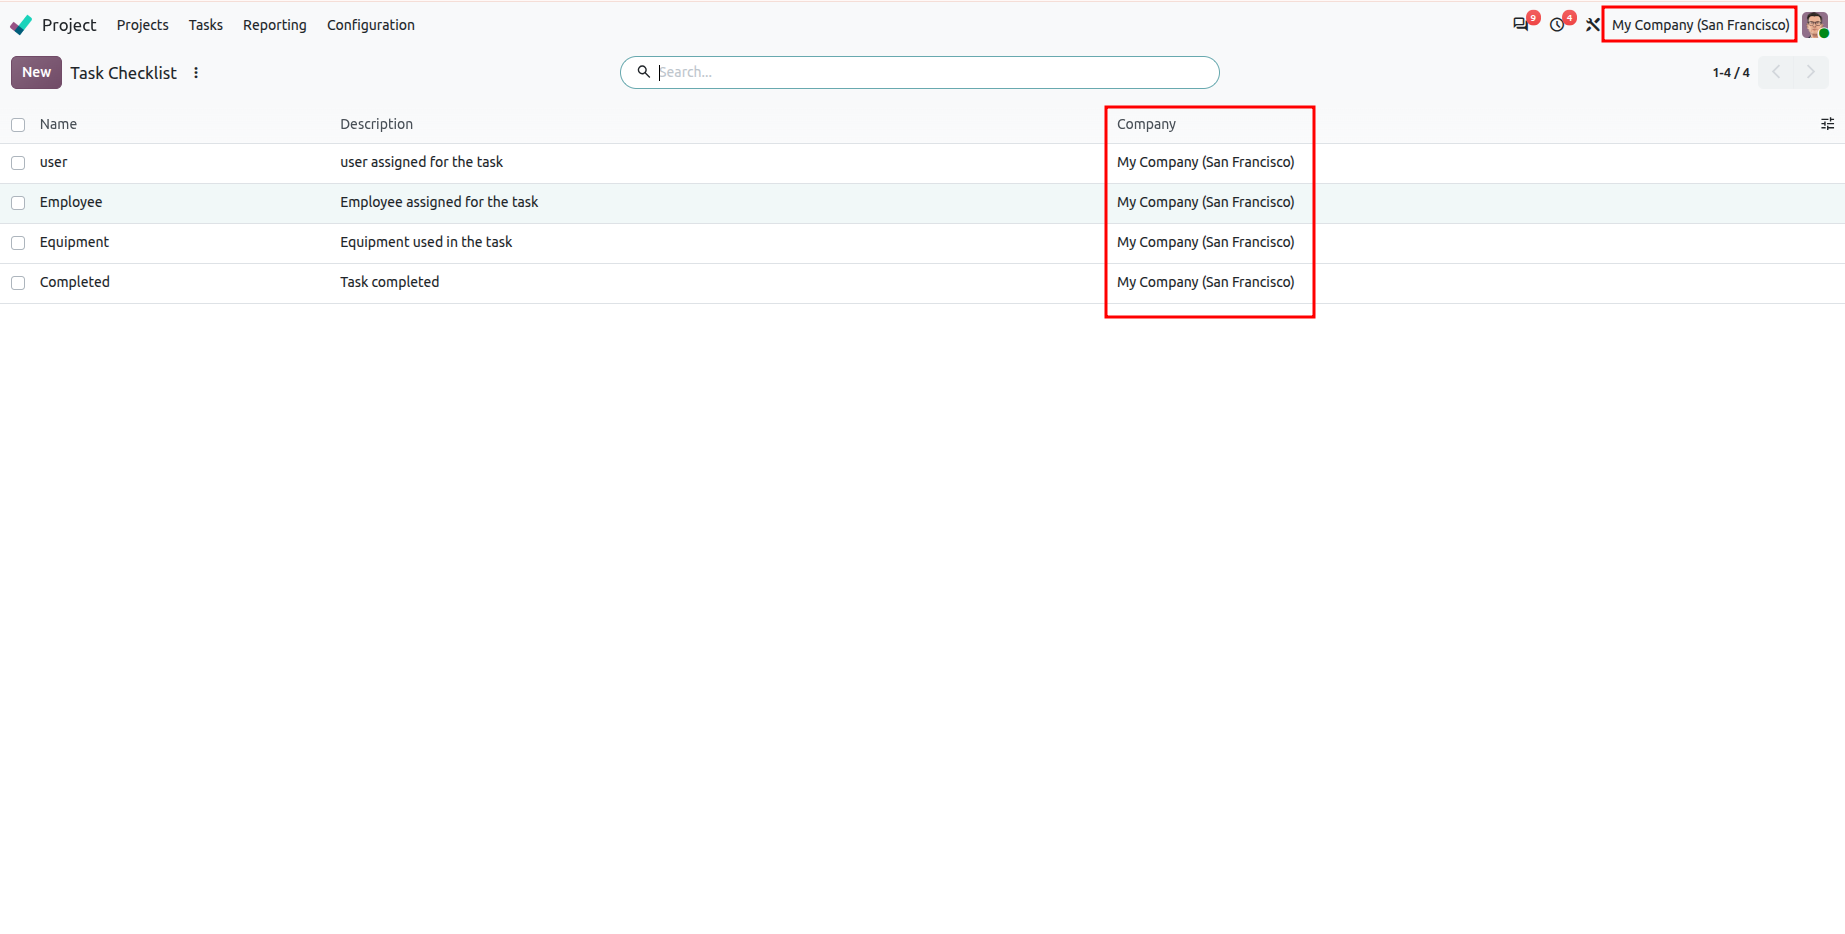 Project Projects Tasks Reporting Configuration 9 4 My Company (San Francisco)
New Task Checklist Search... 1-4 / 4
Name Description Company
user user assigned for the task My Company (San Francisco)
Employee Employee assigned for the task My Company (San Francisco)
Equipment Equipment used in the task My Company (San Francisco)
Completed Task completed My Company (San Francisco)